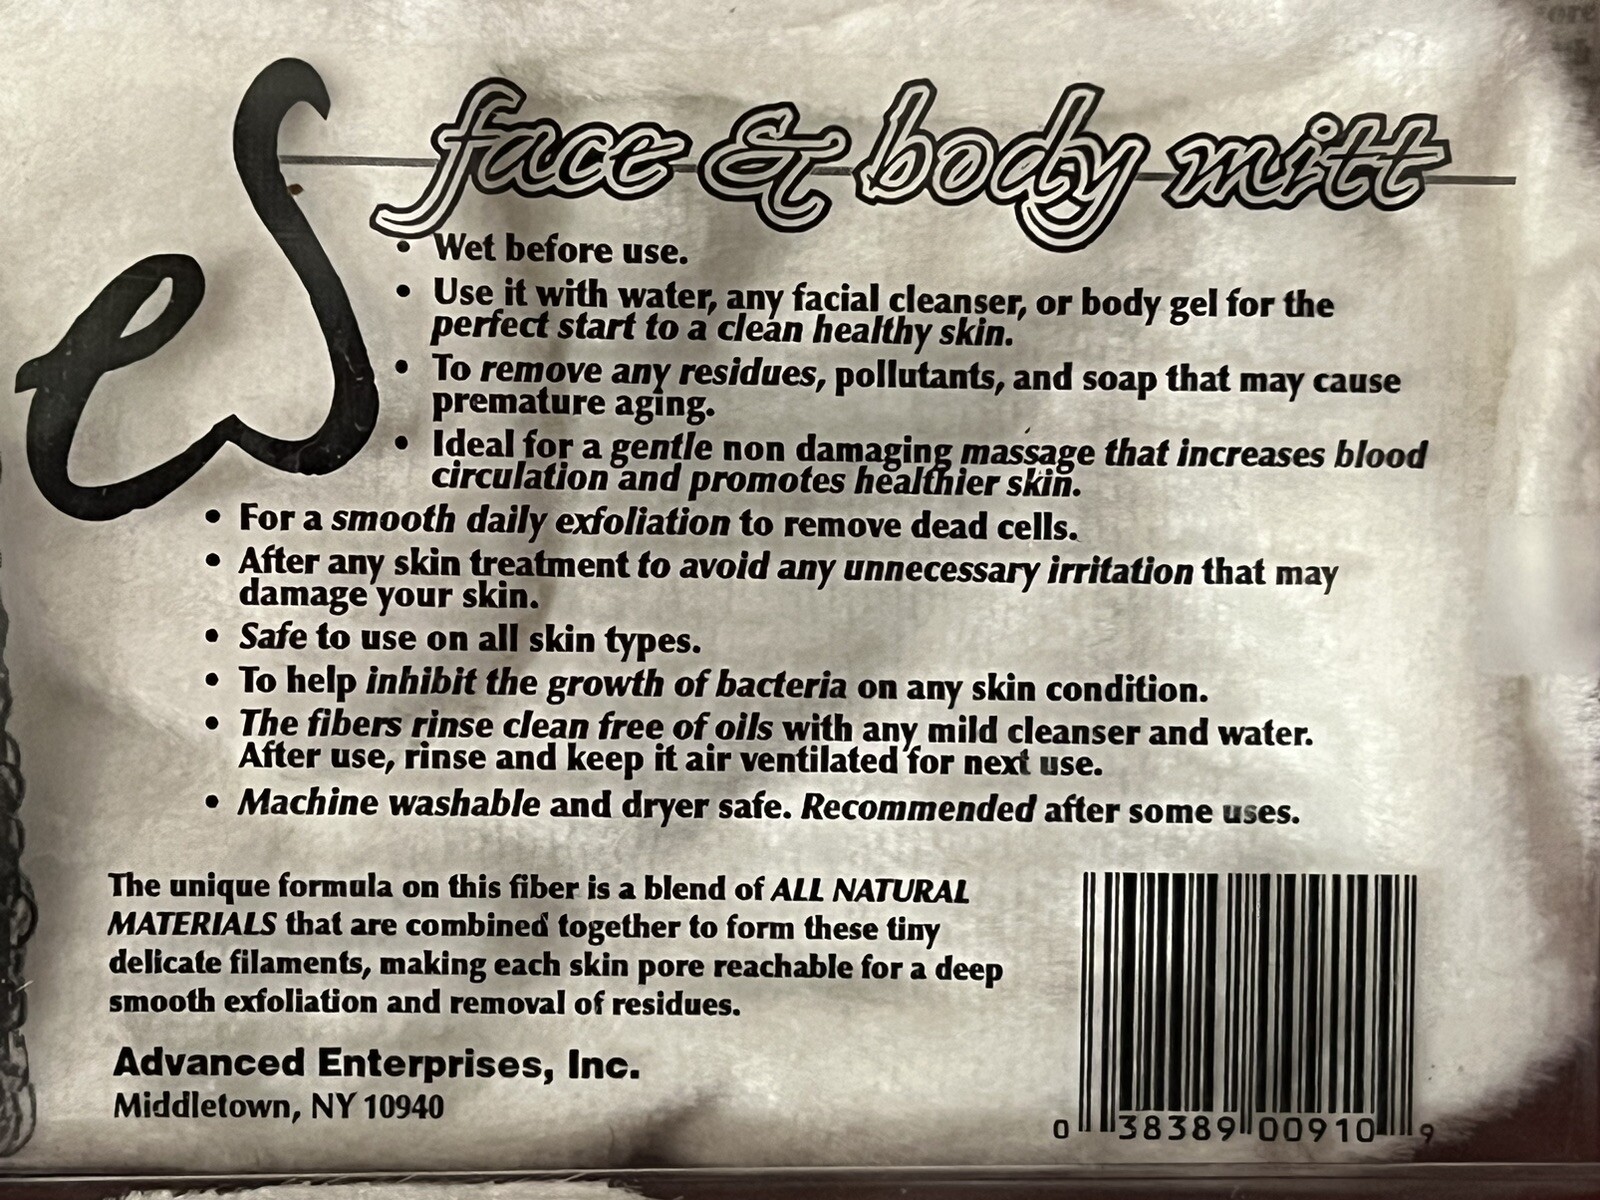 eS face & body mitt
• Wet before use.
• Use it with water, any facial cleanser, or body gel for the
perfect start to a clean healthy skin.
• To remove any residues, pollutants, and soap that may cause
premature aging.
• Ideal for a gentle non damaging massage that increases blood
circulation and promotes healthier skin.
• For a smooth daily exfoliation to remove dead cells.
• After any skin treatment to avoid any unnecessary irritation that may
damage your skin.
• Safe to use on all skin types.
• To help inhibit the growth of bacteria on any skin condition.
• The fibers rinse clean free of oils with any mild cleanser and water.
After use, rinse and keep it air ventilated for next use.
• Machine washable and dryer safe. Recommended after some uses.
The unique formula on this fiber is a blend of ALL NATURAL
MATERIALS that are combined together to form these tiny
delicate filaments, making each skin pore reachable for a deep
smooth exfoliation and removal of residues.
Advanced Enterprises, Inc.
Middletown, NY 10940
0 38389 00910 9